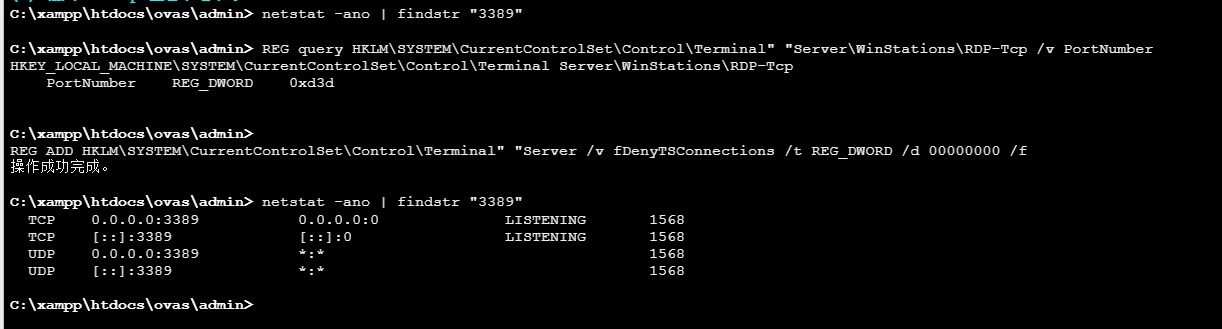 C:\xampp\htdocs\ovas\admin> netstat -ano | findstr "3389"
C:\xampp\htdocs\ovas\admin> REG query HKLM\SYSTEM\CurrentControlSet\Control\Terminal" "Server\WinStations\RDP-Tcp /v PortNumber
HKEY_LOCAL_MACHINE\SYSTEM\CurrentControlSet\Control\Terminal Server\WinStations\RDP-Tcp
PortNumber REG_DWORD 0xd3d
C:\xampp\htdocs\ovas\admin>
REG ADD HKLM\SYSTEM\CurrentControlSet\Control\Terminal" "Server /v fDenyTSConnections /t REG_DWORD /d 00000000 /f
操作成功完成。
C:\xampp\htdocs\ovas\admin> netstat -ano | findstr "3389"
TCP 0.0.0.0:3389 0.0.0.0:0 LISTENING 1568
TCP [::]:3389 [::]:0 LISTENING 1568
UDP 0.0.0.0:3389 *:* 1568
UDP [::]:3389 *:* 1568
C:\xampp\htdocs\ovas\admin>